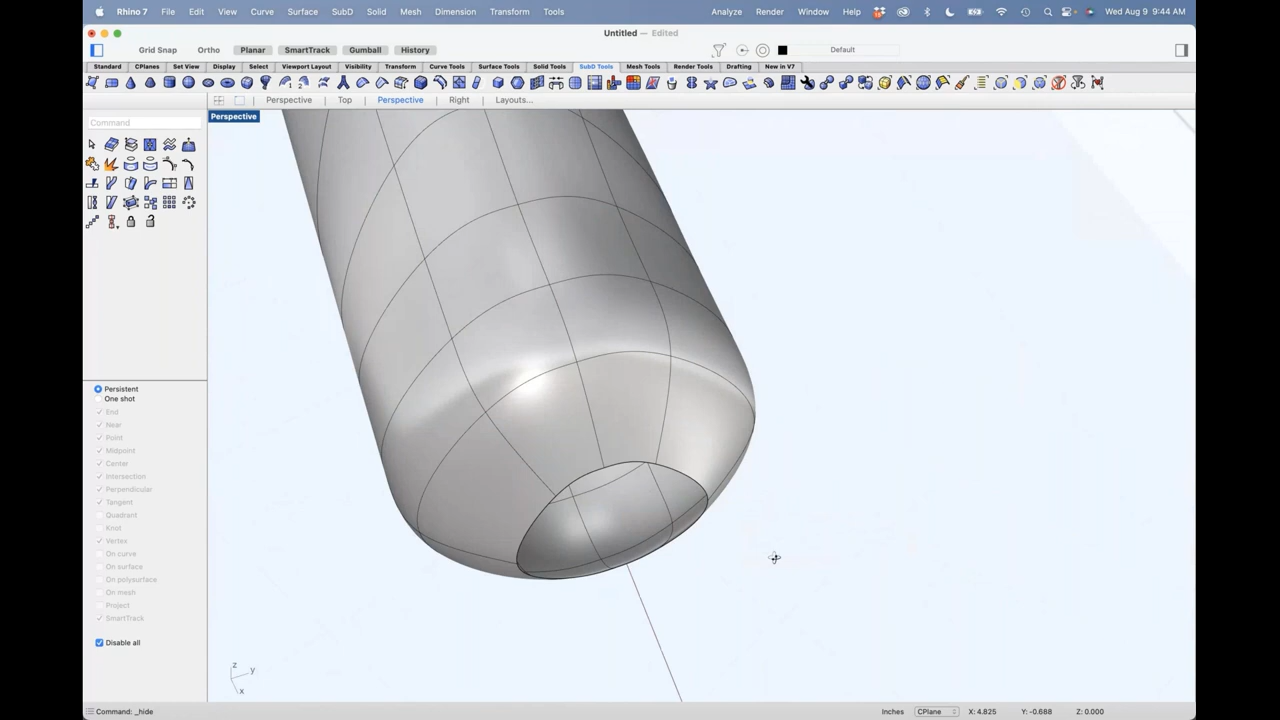 Rhino 7 File Edit View Curve Surface SubD Solid Mesh Dimension Transform Tools Analyze Render Window Help Wed Aug 9 9:44 AM
Untitled — Edited
Grid Snap Ortho Planar SmartTrack Gumball History Default
Standard CPlanes Set View Display Select Viewport Layout Visibility Transform Curve Tools Surface Tools Solid Tools SubD Tools Mesh Tools Render Tools Drafting New in V7
Perspective Top Perspective Right Layouts...
Perspective
Command
Persistent
One shot
End
Near
Point
Midpoint
Center
Intersection
Perpendicular
Tangent
Quadrant
Knot
Vertex
On curve
On surface
On polysurface
On mesh
Project
SmartTrack
Disable all
z
y
x
Command: _hide Inches CPlane X: 4.825 Y: -0.688 Z: 0.000